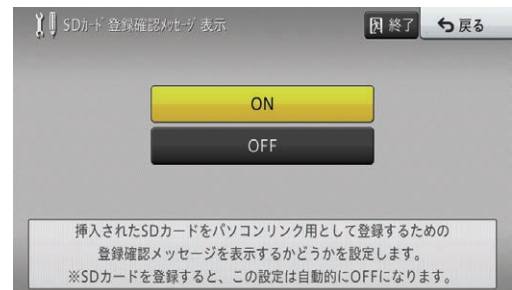 SDカード 登録確認メッセージ 表示
終了
戻る
ON
OFF
挿入されたSDカードをパソコンリンク用として登録するための
登録確認メッセージを表示するかどうかを設定します。
※SDカードを登録すると、この設定は自動的にOFFになります。